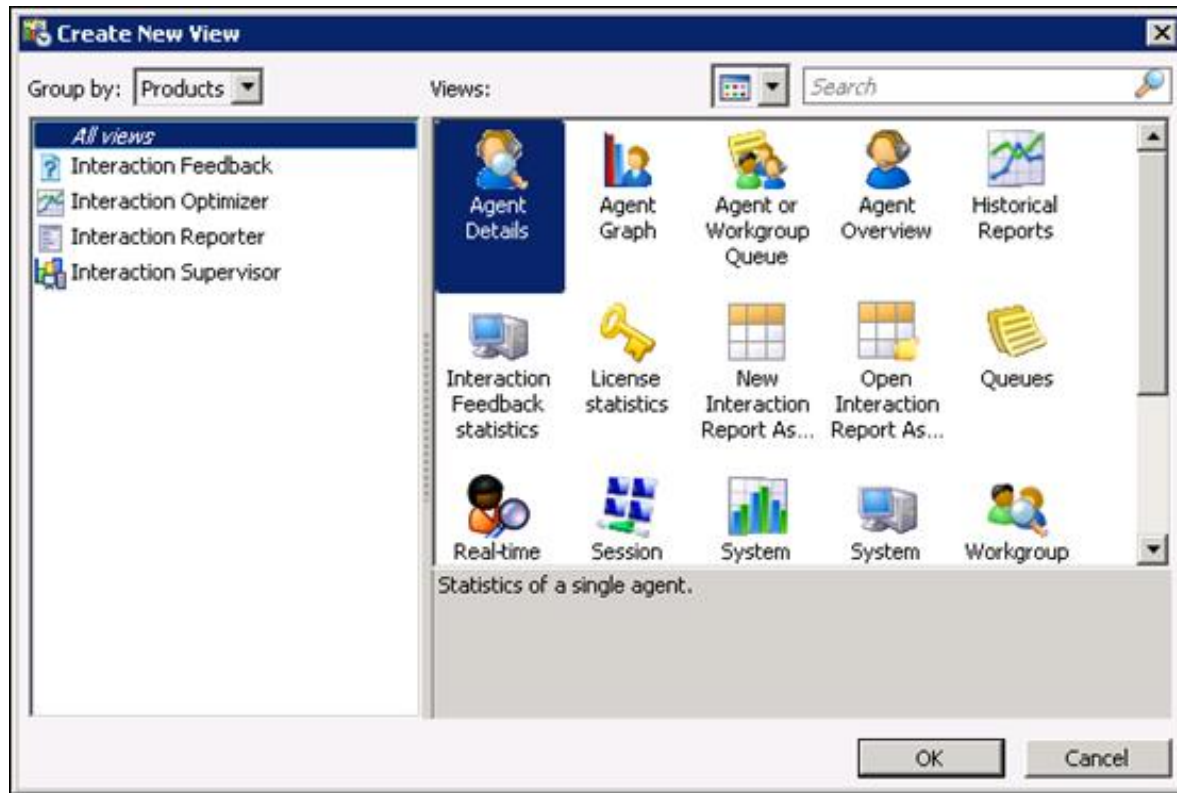 Create New View
Group by: Products
Views:
Search
All views
Interaction Feedback
Interaction Optimizer
Interaction Reporter
Interaction Supervisor
Agent
Details
Agent
Graph
Agent or
Workgroup
Queue
Agent
Overview
Historical
Reports
Interaction
Feedback
statistics
License
statistics
New
Interaction
Report As...
Open
Interaction
Report As...
Queues
Real-time
Session
System
System
Workgroup
Statistics of a single agent.
OK
Cancel